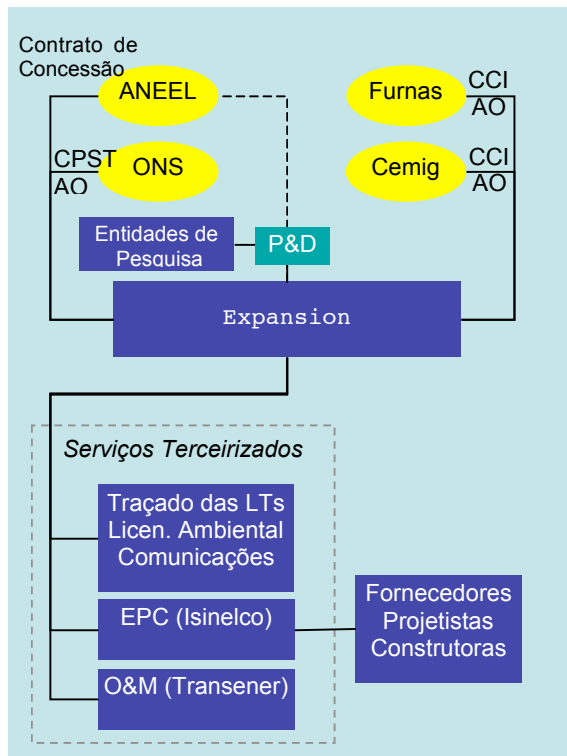 Contrato de
Concessão
ANEEL
Furnas
CCI
AO
CPST
AO
ONS
Cemig
CCI
AO
Entidades de
Pesquisa
P&D
Expansion
Serviços Terceirizados
Traçado das LTs
Licen. Ambiental
Comunicações
EPC (Isinelco)
Fornecedores
Projetistas
Construtoras
O&M (Transener)